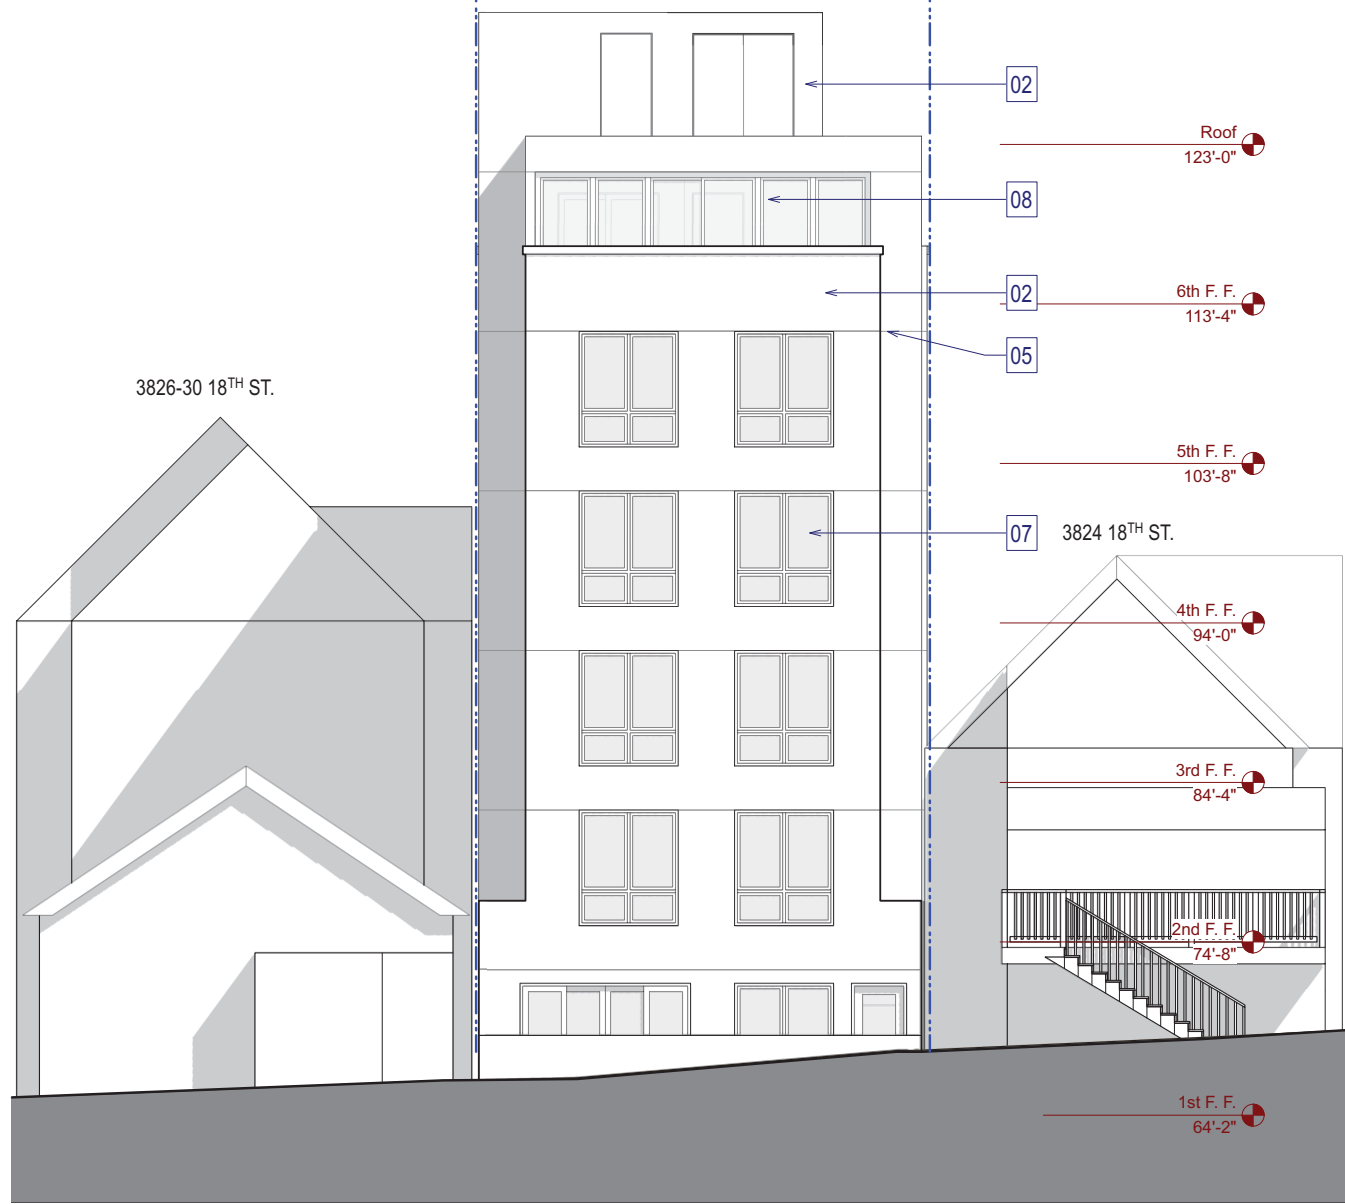 02
Roof
123'-0"
08
02
6th F. F.
113'-4"
05
3826-30 18TH ST.
5th F. F.
103'-8"
07
3824 18TH ST.
4th F. F.
94'-0"
3rd F. F.
84'-4"
2nd F. F.
74'-8"
1st F. F.
64'-2"